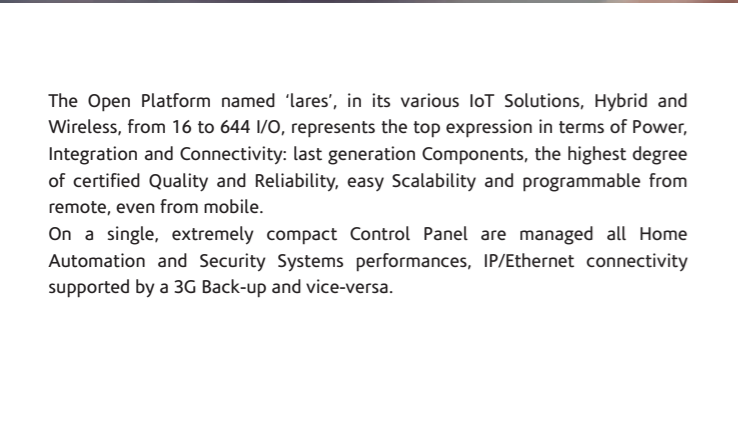 The Open Platform named ‘lares’, in its various IoT Solutions, Hybrid and
Wireless, from 16 to 644 I/O, represents the top expression in terms of Power,
Integration and Connectivity: last generation Components, the highest degree
of certified Quality and Reliability, easy Scalability and programmable from
remote, even from mobile.
On a single, extremely compact Control Panel are managed all Home
Automation and Security Systems performances, IP/Ethernet connectivity
supported by a 3G Back-up and vice-versa.